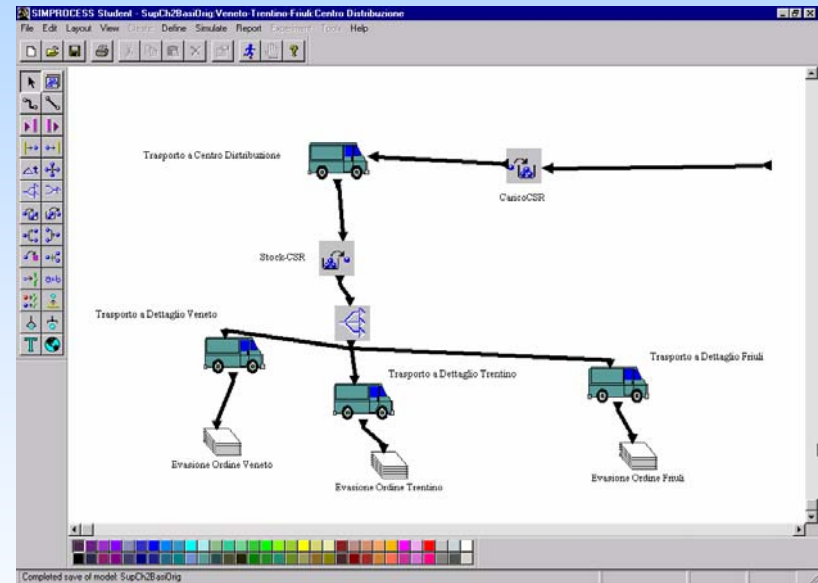 SIMPROCESS Student - SupCh2BasiOrig:Veneto-Trentino-Friuli:Centro Distribuzione
File Edit Layout View Create Define Simulate Report Experiment Tools Help
Trasporto a Centro Distribuzione
CaricoCSR
Stock-CSR
Trasporto a Dettaglio Veneto
Trasporto a Dettaglio Friuli
Trasporto a Dettaglio Trentino
Evasione Ordine Veneto
Evasione Ordine Trentino
Evasione Ordine Friuli
Completed save of model: SupCh2BasiOrig